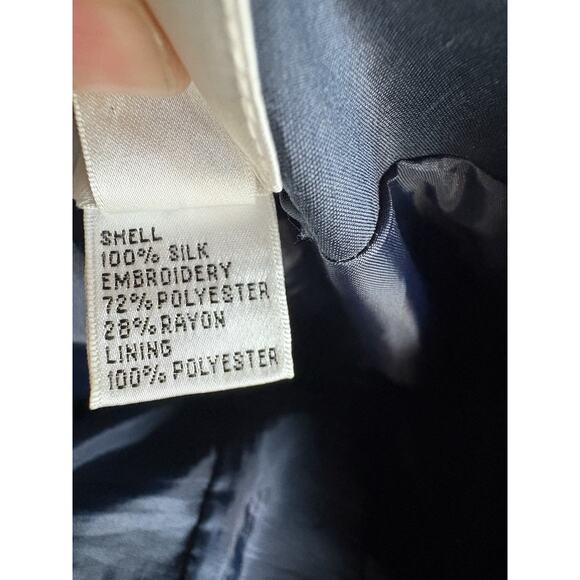 SHELL
100% SILK
EMBROIDERY
72% POLYESTER
28% RAYON
LINING
100% POLYESTER